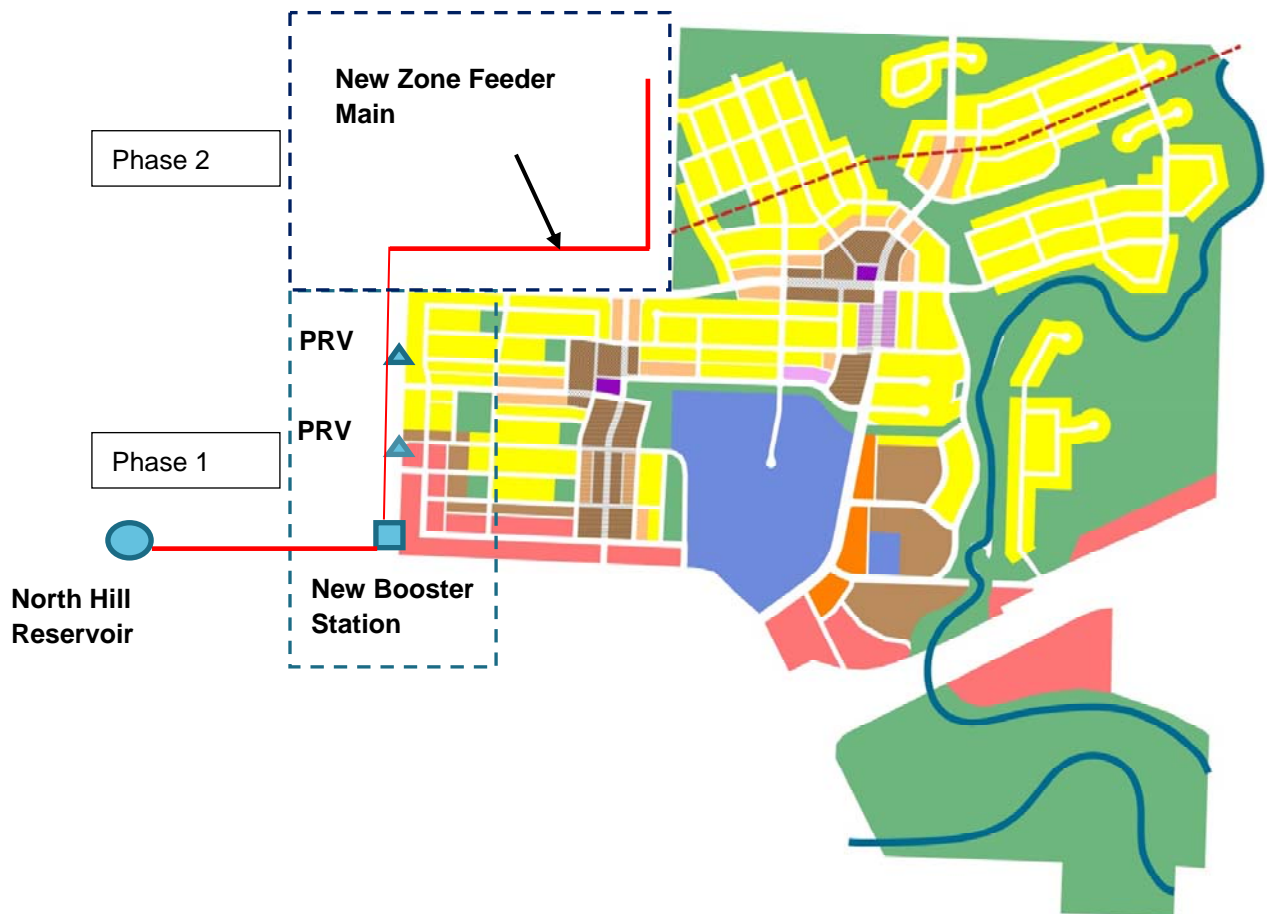 New Zone Feeder
Main
Phase 2
PRV
PRV
Phase 1
North Hill
Reservoir
New Booster
Station